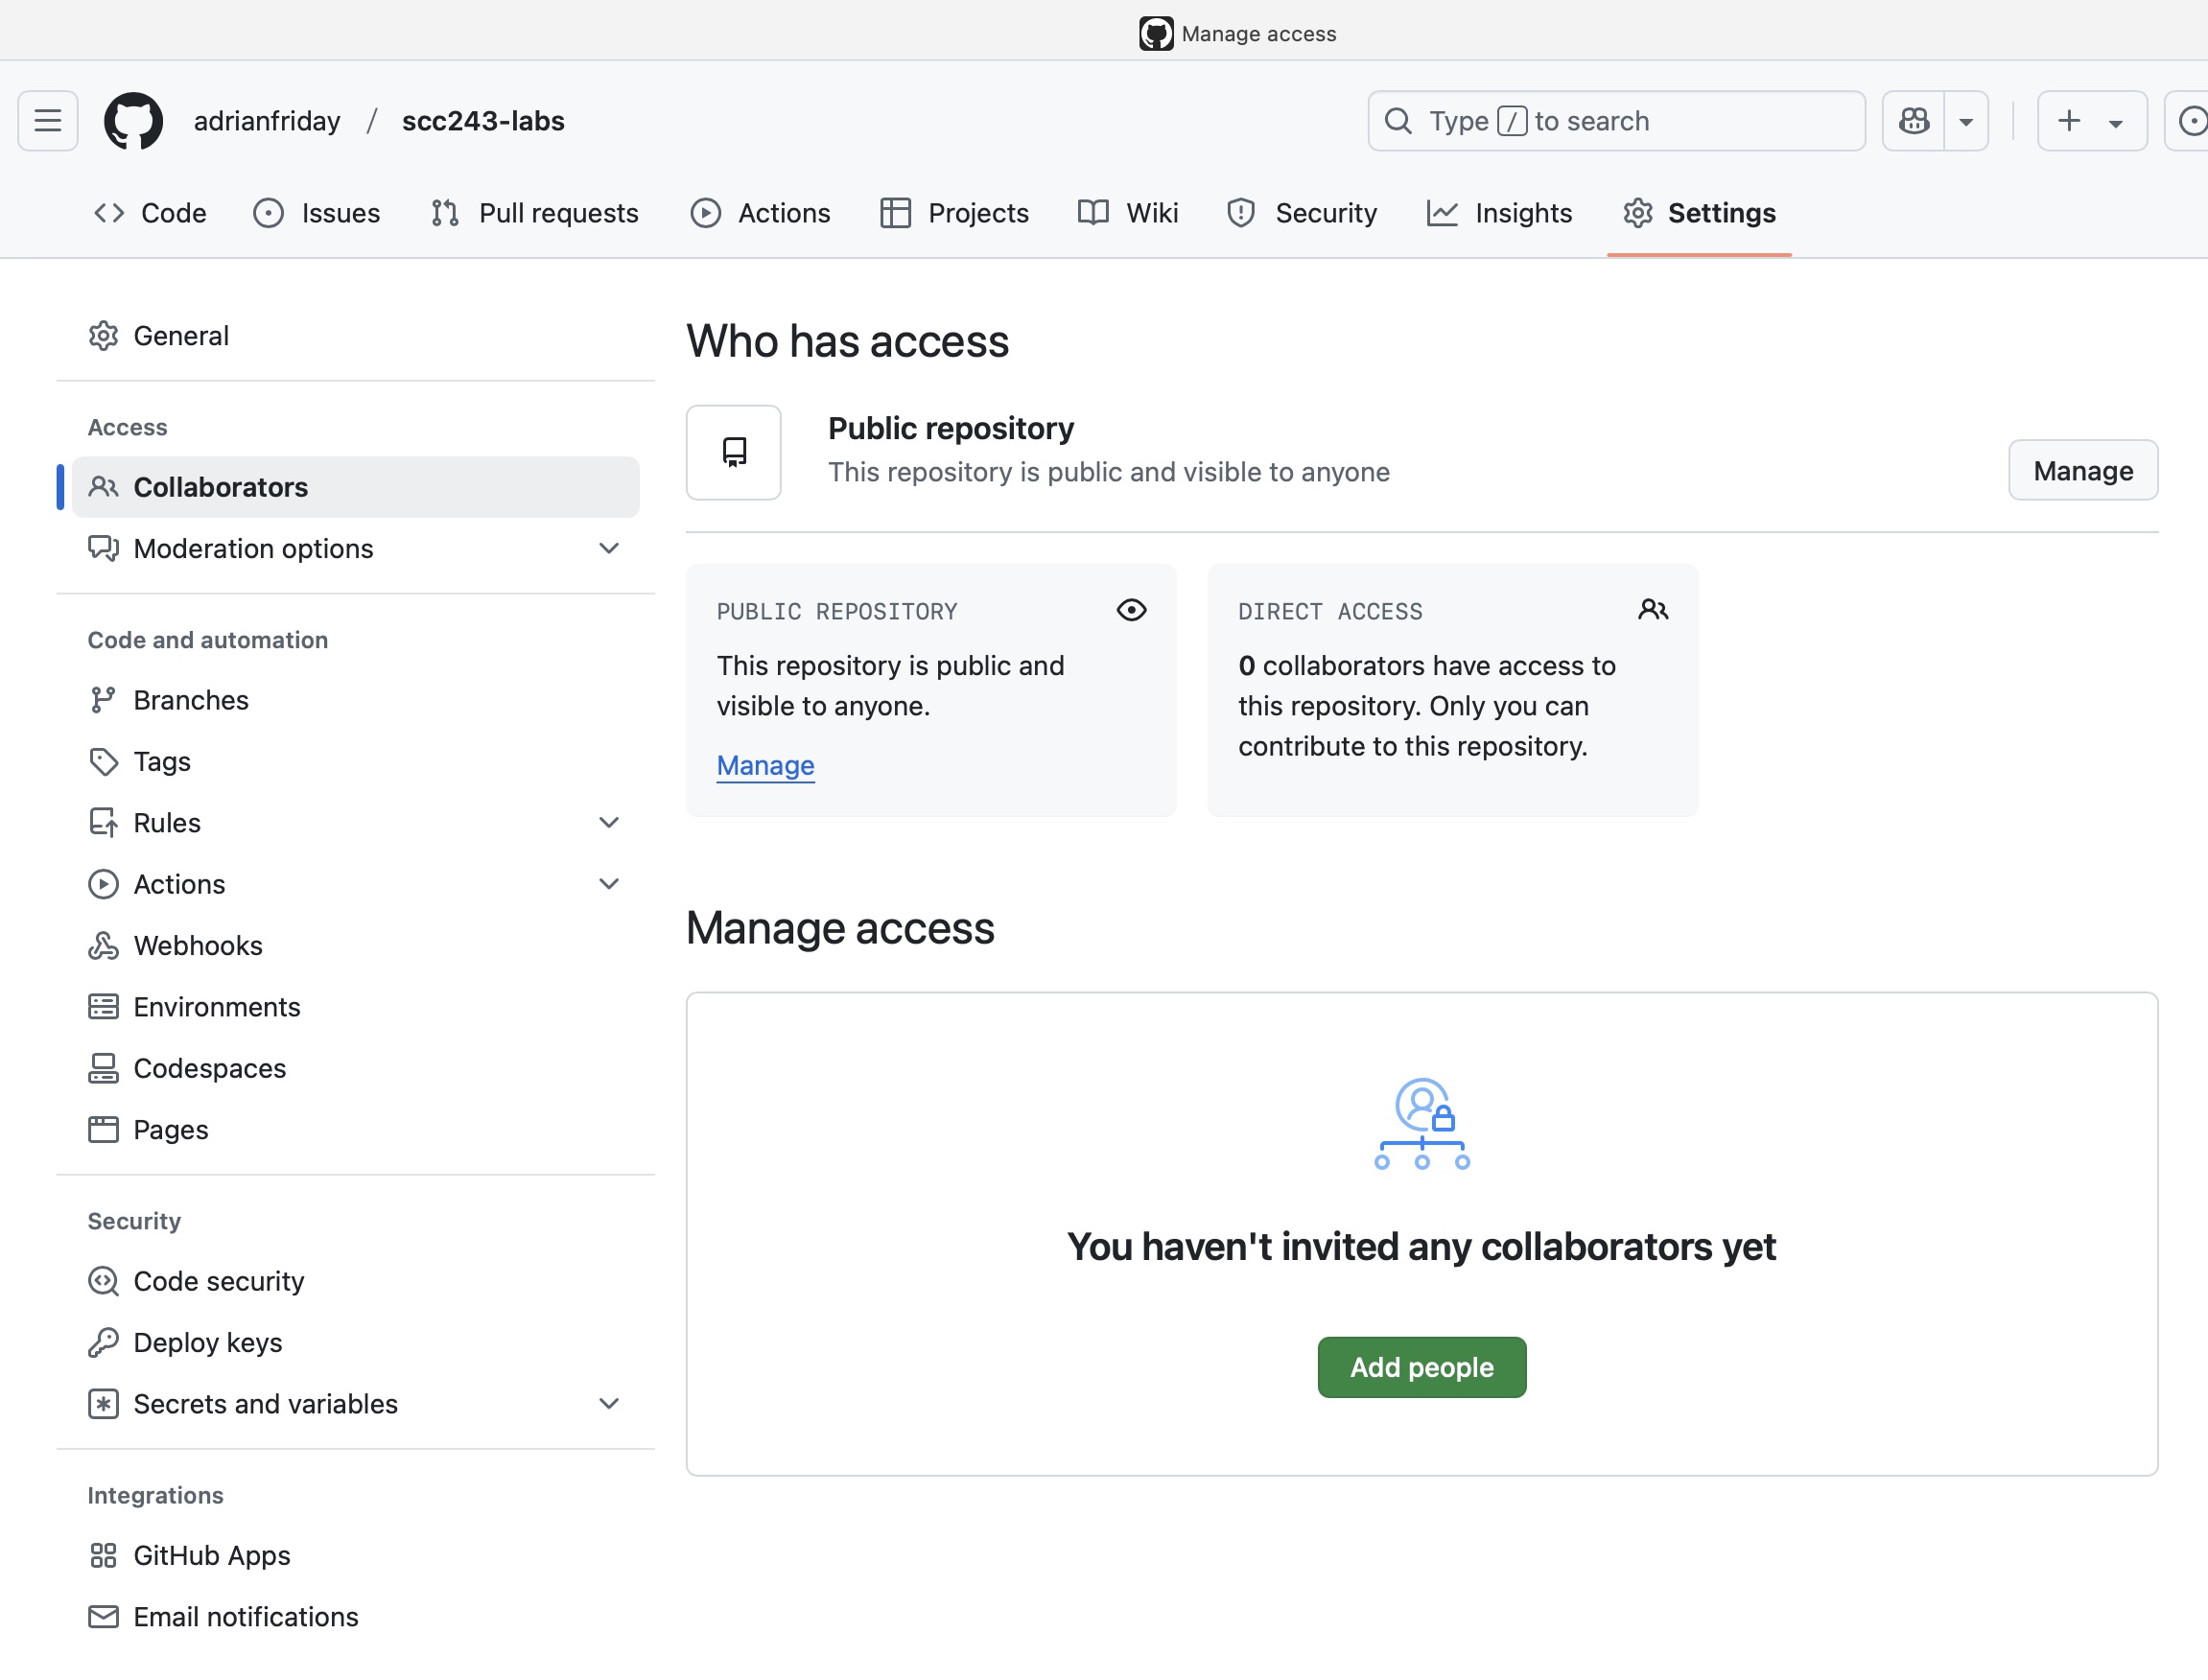 Manage access
adrianfriday / scc243-labs
Type / to search
Code
Issues
Pull requests
Actions
Projects
Wiki
Security
Insights
Settings
General
Access
Collaborators
Moderation options
Code and automation
Branches
Tags
Rules
Actions
Webhooks
Environments
Codespaces
Pages
Security
Code security
Deploy keys
Secrets and variables
Integrations
GitHub Apps
Email notifications
Who has access
Public repository
This repository is public and visible to anyone
Manage
PUBLIC REPOSITORY
This repository is public and
visible to anyone.
Manage
DIRECT ACCESS
0 collaborators have access to
this repository. Only you can
contribute to this repository.
Manage access
You haven't invited any collaborators yet
Add people